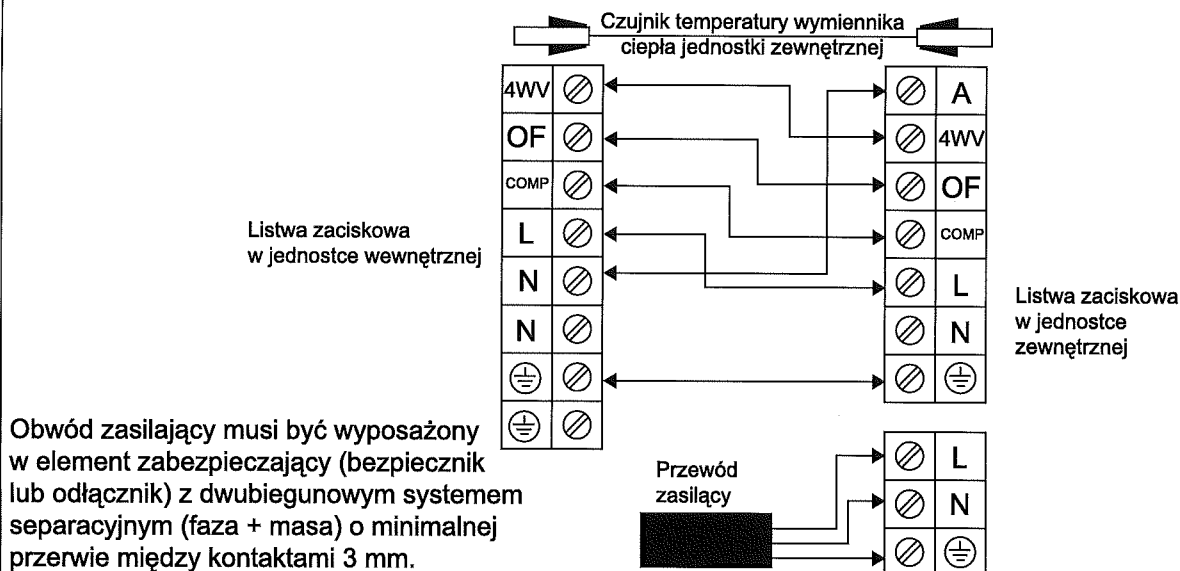 Czujnik temperatury wymiennika
ciepła jednostki zewnętrznej
4WV
OF
COMP
L
N
N
A
4WV
OF
COMP
L
N
Listwa zaciskowa
w jednostce wewnętrznej
Listwa zaciskowa
w jednostce
zewnętrznej
Obwód zasilający musi być wyposażony
w element zabezpieczający (bezpiecznik
lub odłącznik) z dwubiegunowym systemem
separacyjnym (faza + masa) o minimalnej
przerwie między kontaktami 3 mm.
Przewód
zasilący
L
N